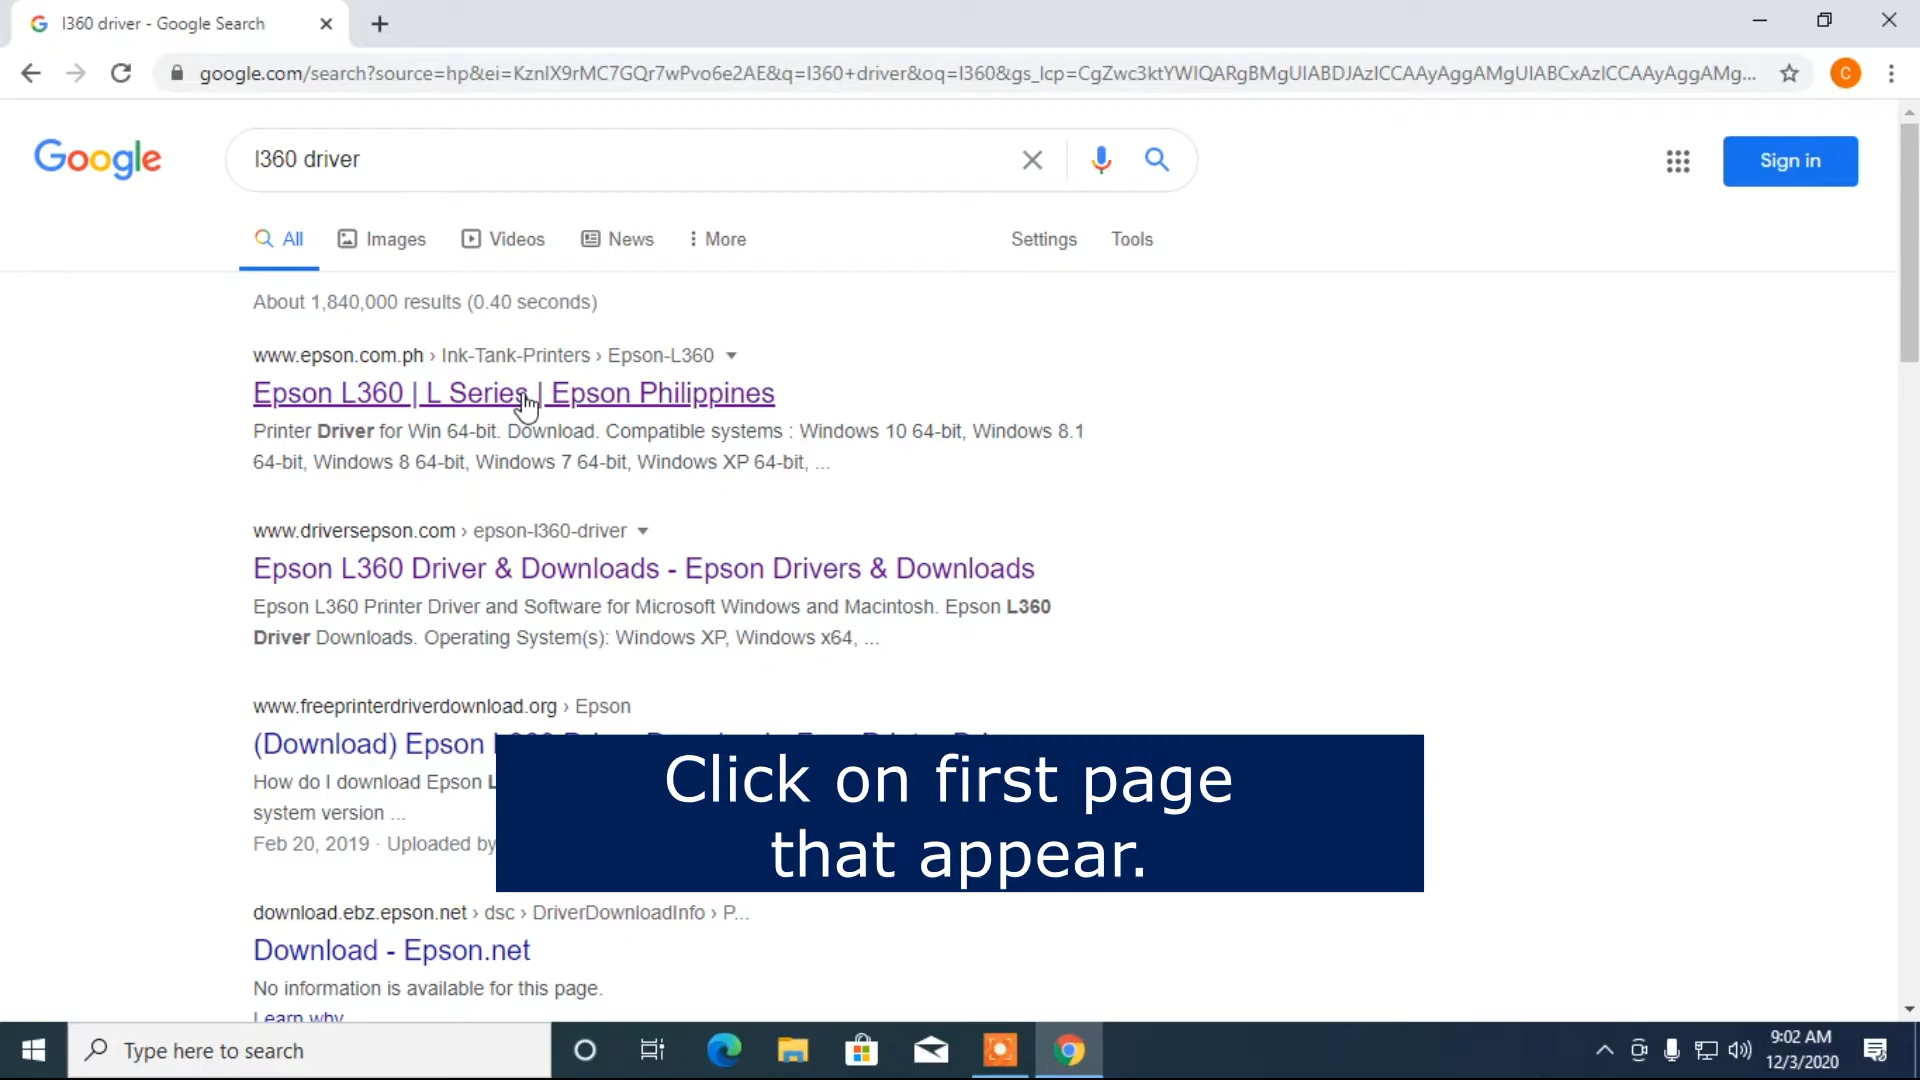 l360 driver - Google Search
google.com/search?source=hp&ei=KznIX9rMC7GQr7wPvo6e2AE&q=l360+driver&oq=l360&gs_lcp=CgZwc3ktYWIQARgBMgUIABDJAzICCAAyAggAMgUIABCxAzICCAAyAggAMg...
C
Google
l360 driver
Sign in
All Images Videos News More Settings Tools
About 1,840,000 results (0.40 seconds)
www.epson.com.ph › Ink-Tank-Printers › Epson-L360
Epson L360 | L Series | Epson Philippines
Printer Driver for Win 64-bit. Download. Compatible systems : Windows 10 64-bit, Windows 8.1
64-bit, Windows 8 64-bit, Windows 7 64-bit, Windows XP 64-bit, ...
www.driversepson.com › epson-l360-driver
Epson L360 Driver & Downloads - Epson Drivers & Downloads
Epson L360 Printer Driver and Software for Microsoft Windows and Macintosh. Epson L360
Driver Downloads. Operating System(s): Windows XP, Windows x64, ...
www.freeprinterdriverdownload.org › Epson
(Download) Epson
How do I download Epson
system version ...
Feb 20, 2019 · Uploaded by
Click on first page
that appear.
download.ebz.epson.net › dsc › DriverDownloadInfo › P...
Download - Epson.net
No information is available for this page.
Learn why
Type here to search
9:02 AM
12/3/2020